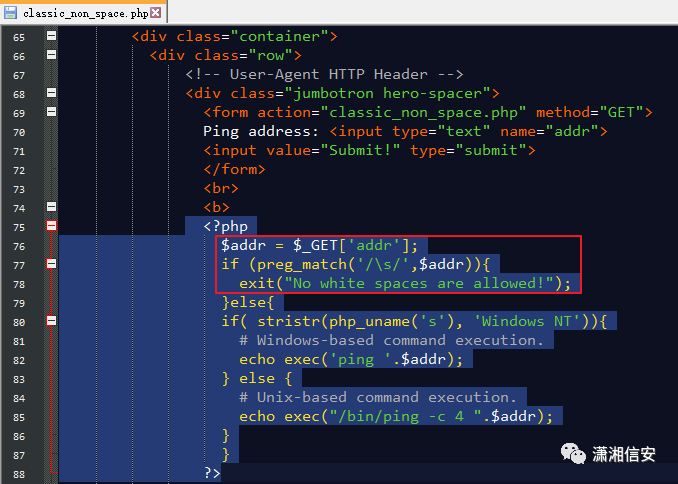 classic_non_space.php
65 <div class="container">
66 <div class="row">
67 <!-- User-Agent HTTP Header -->
68 <div class="jumbotron hero-spacer">
69 <form action="classic_non_space.php" method="GET">
70 Ping address: <input type="text" name="addr">
71 <input value="Submit!" type="submit">
72 </form>
73 <br>
74 <b>
75 <?php
76 $addr = $_GET['addr'];
77 if (preg_match('/\s/',$addr)){
78 exit("No white spaces are allowed!");
79 }else{
80 if( stristr(php_uname('s'), 'Windows NT')){
81 # Windows-based command execution.
82 echo exec('ping '.$addr);
83 } else {
84 # Unix-based command execution.
85 echo exec("/bin/ping -c 4 ".$addr);
86 }
87 }
88 ?>
潇湘信安